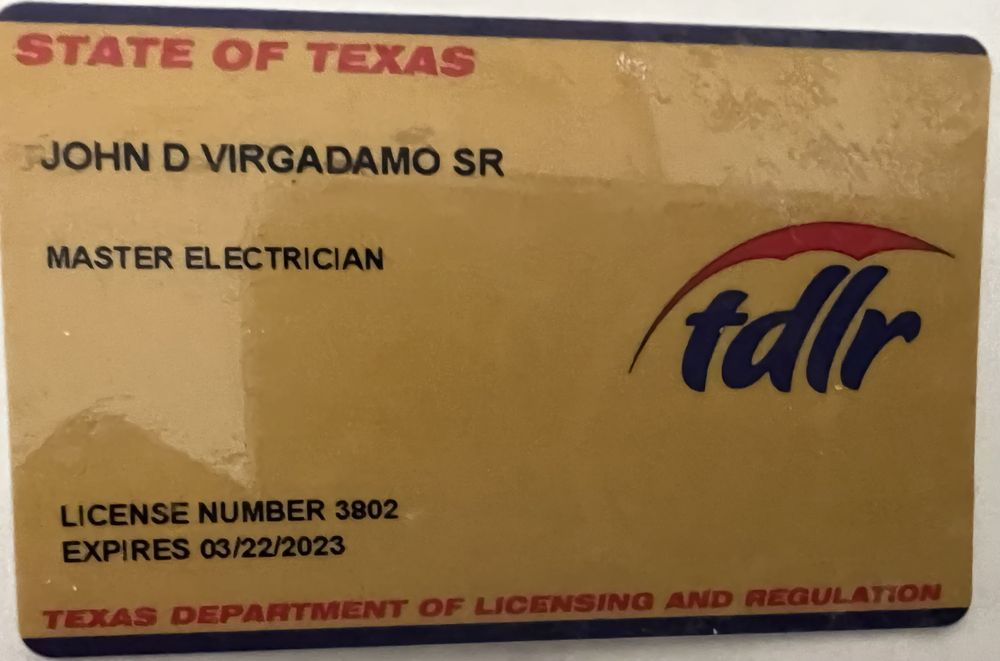 STATE OF TEXAS
JOHN D VIRGADAMO SR
MASTER ELECTRICIAN
tdlr
LICENSE NUMBER 3802
EXPIRES 03/22/2023
TEXAS DEPARTMENT OF LICENSING AND REGULATION